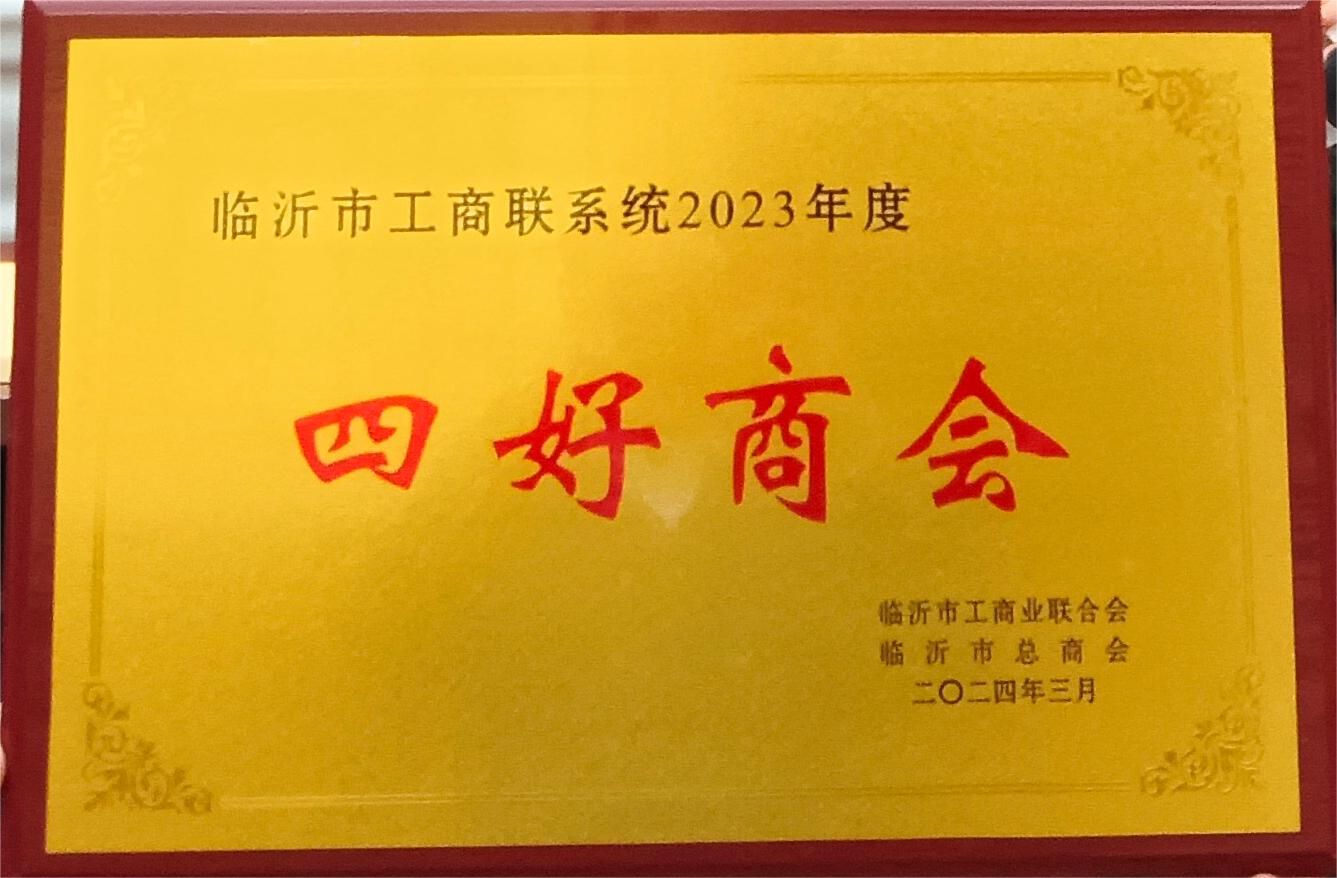 临沂市工商联系统2023年度
四好商会
临沂市工商业联合会
临沂市总商会
二〇二四年三月